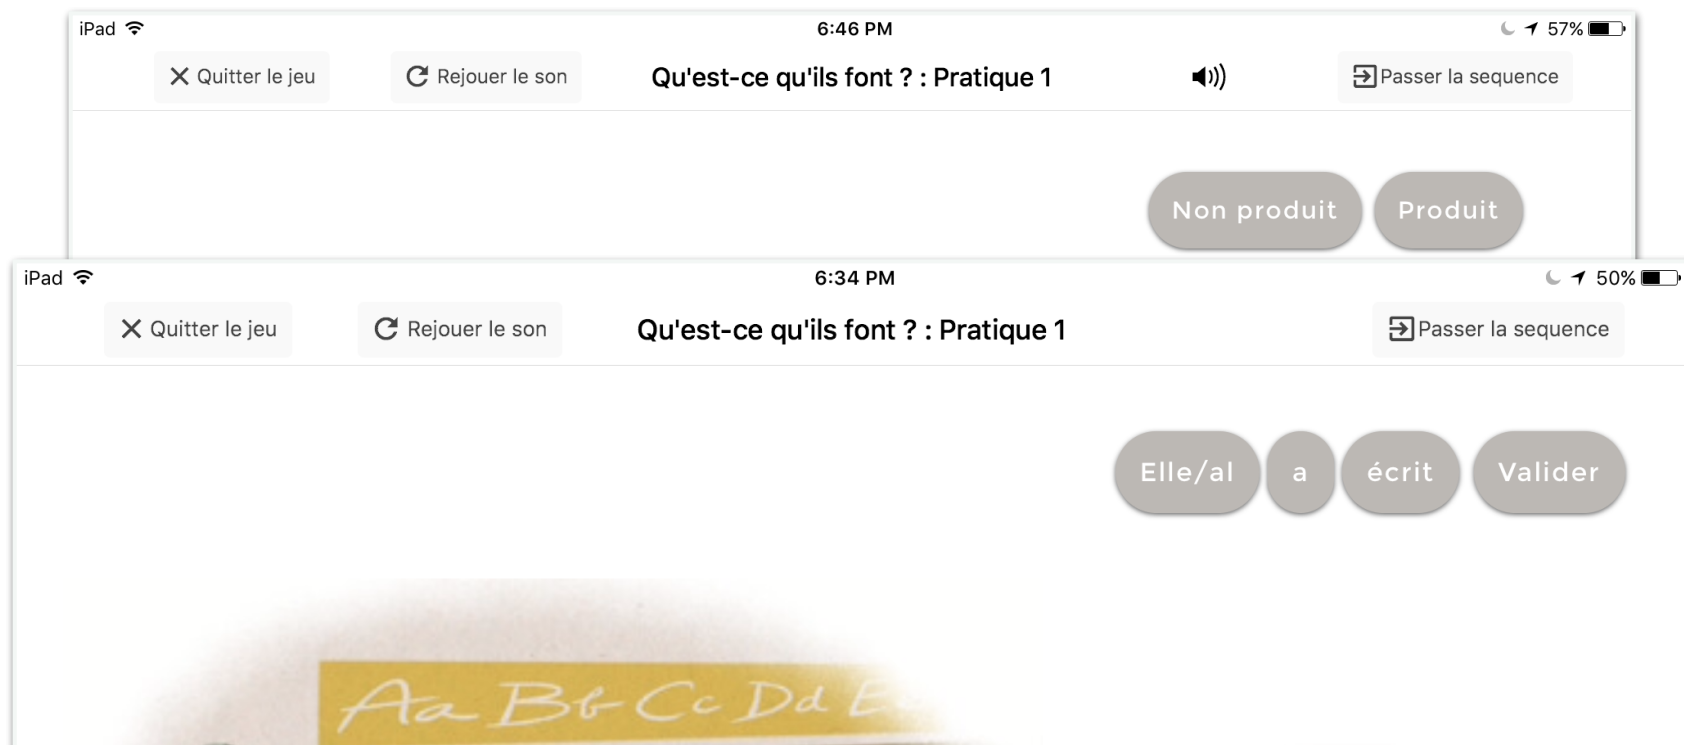 iPad 6:46 PM 57%
Quitter le jeu Rejouer le son Qu'est-ce qu'ils font ? : Pratique 1 Passer la sequence
Non produit Produit
iPad 6:34 PM 50%
Quitter le jeu Rejouer le son Qu'est-ce qu'ils font ? : Pratique 1 Passer la sequence
Elle/al a écrit Valider
Aa Bb Cc Dd E